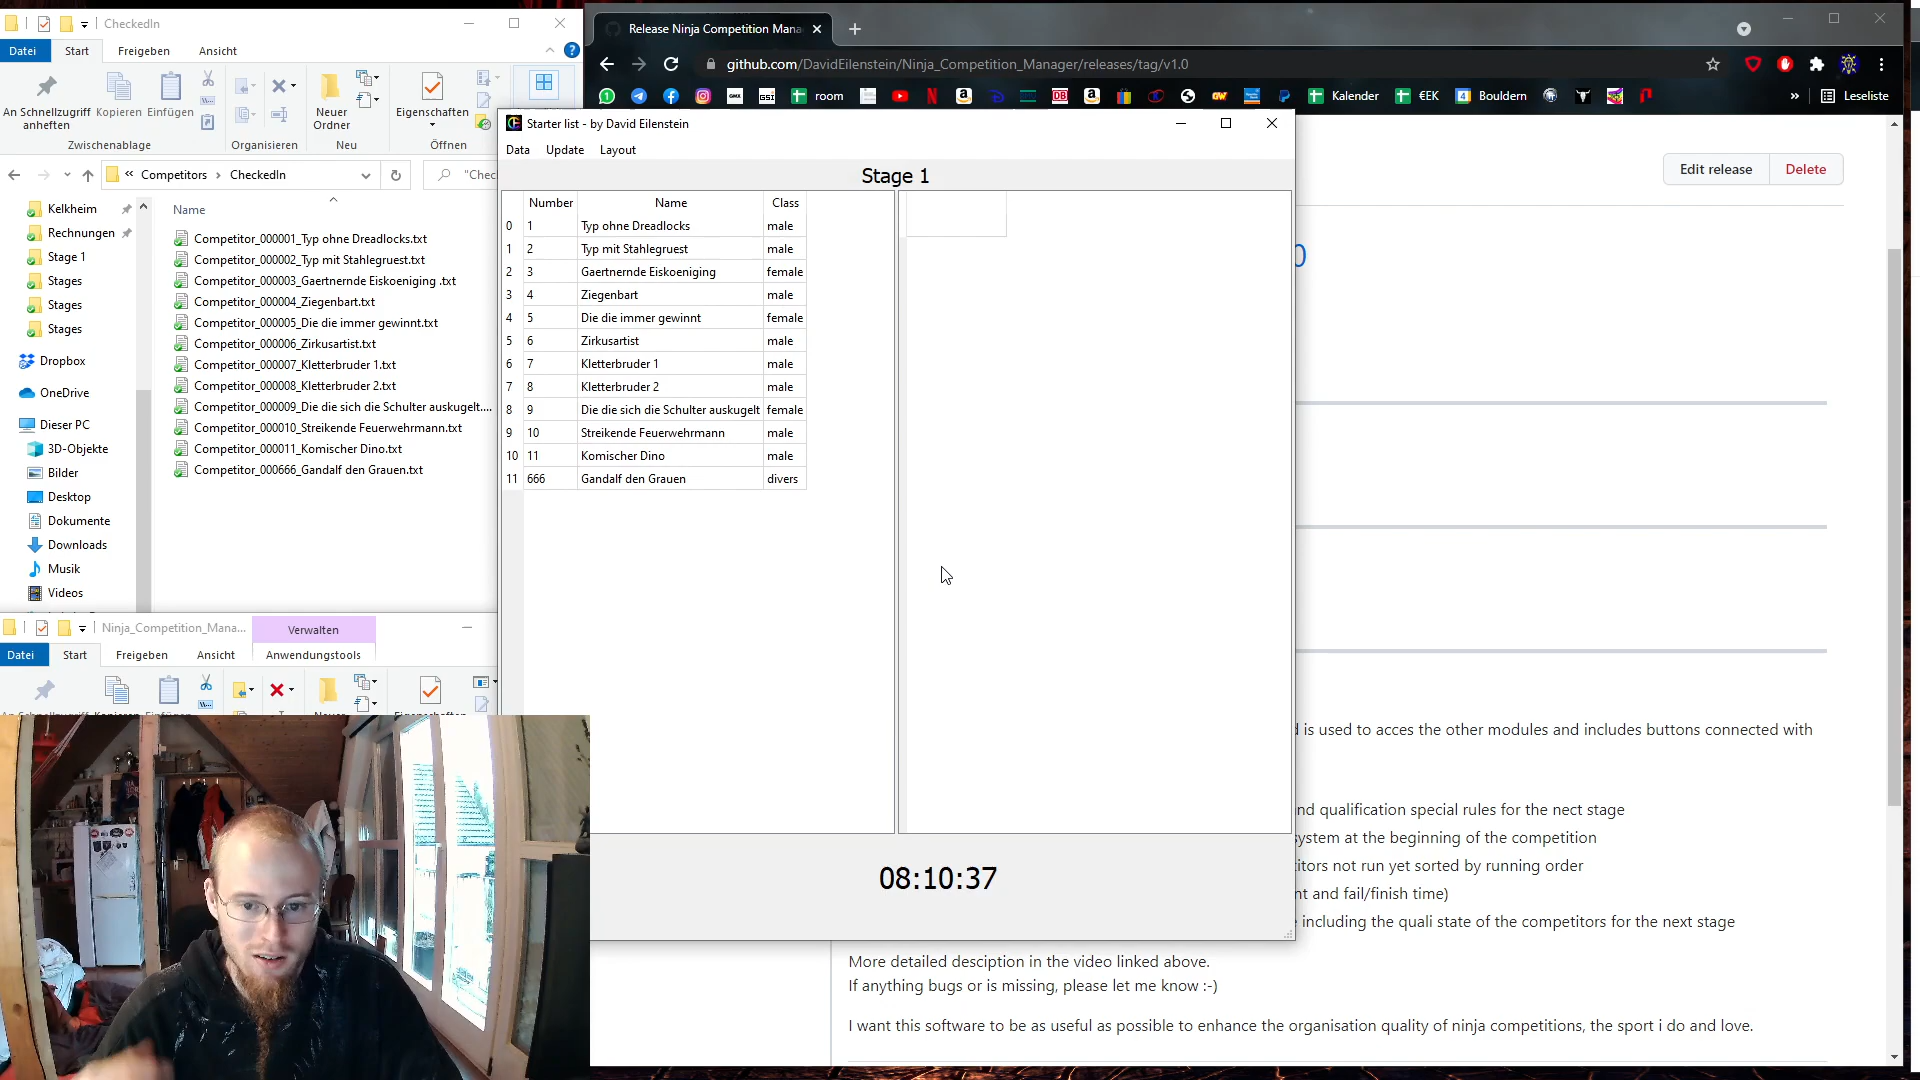 CheckedIn
Datei Start Freigeben Ansicht
An Schnellzugriff anheften Kopieren Einfügen Neuer Ordner Eigenschaften
Zwischenablage Organisieren Neu Öffnen
« Competitors › CheckedIn "Chec
Kelkheim
Rechnungen
Stage 1
Stages
Stages
Stages
Dropbox
OneDrive
Dieser PC
3D-Objekte
Bilder
Desktop
Dokumente
Downloads
Musik
Videos
Name
Competitor_000001_Typ ohne Dreadlocks.txt
Competitor_000002_Typ mit Stahlegruest.txt
Competitor_000003_Gaertnernde Eiskoeniging .txt
Competitor_000004_Ziegenbart.txt
Competitor_000005_Die die immer gewinnt.txt
Competitor_000006_Zirkusartist.txt
Competitor_000007_Kletterbruder 1.txt
Competitor_000008_Kletterbruder 2.txt
Competitor_000009_Die die sich die Schulter auskugelt....
Competitor_000010_Streikende Feuerwehrmann.txt
Competitor_000011_Komischer Dino.txt
Competitor_000666_Gandalf den Grauen.txt
Ninja_Competition_Mana... Verwalten
Datei Start Freigeben Ansicht Anwendungstools
Release Ninja Competition Mana
github.com/DavidEilenstein/Ninja_Competition_Manager/releases/tag/v1.0
GMX GSI room DB Kalender €EK 4 Bouldern » Leseliste
Edit release Delete
Starter list - by David Eilenstein
Data Update Layout
Stage 1
Number Name Class
0 1 Typ ohne Dreadlocks male
1 2 Typ mit Stahlegruest male
2 3 Gaertnernde Eiskoeniging female
3 4 Ziegenbart male
4 5 Die die immer gewinnt female
5 6 Zirkusartist male
6 7 Kletterbruder 1 male
7 8 Kletterbruder 2 male
8 9 Die die sich die Schulter auskugelt female
9 10 Streikende Feuerwehrmann male
10 11 Komischer Dino male
11 666 Gandalf den Grauen divers
08:10:37
0
is used to acces the other modules and includes buttons connected with
nd qualification special rules for the nect stage
system at the beginning of the competition
titors not run yet sorted by running order
nt and fail/finish time)
including the quali state of the competitors for the next stage
More detailed desciption in the video linked above.
If anything bugs or is missing, please let me know :-)
I want this software to be as useful as possible to enhance the organisation quality of ninja competitions, the sport i do and love.